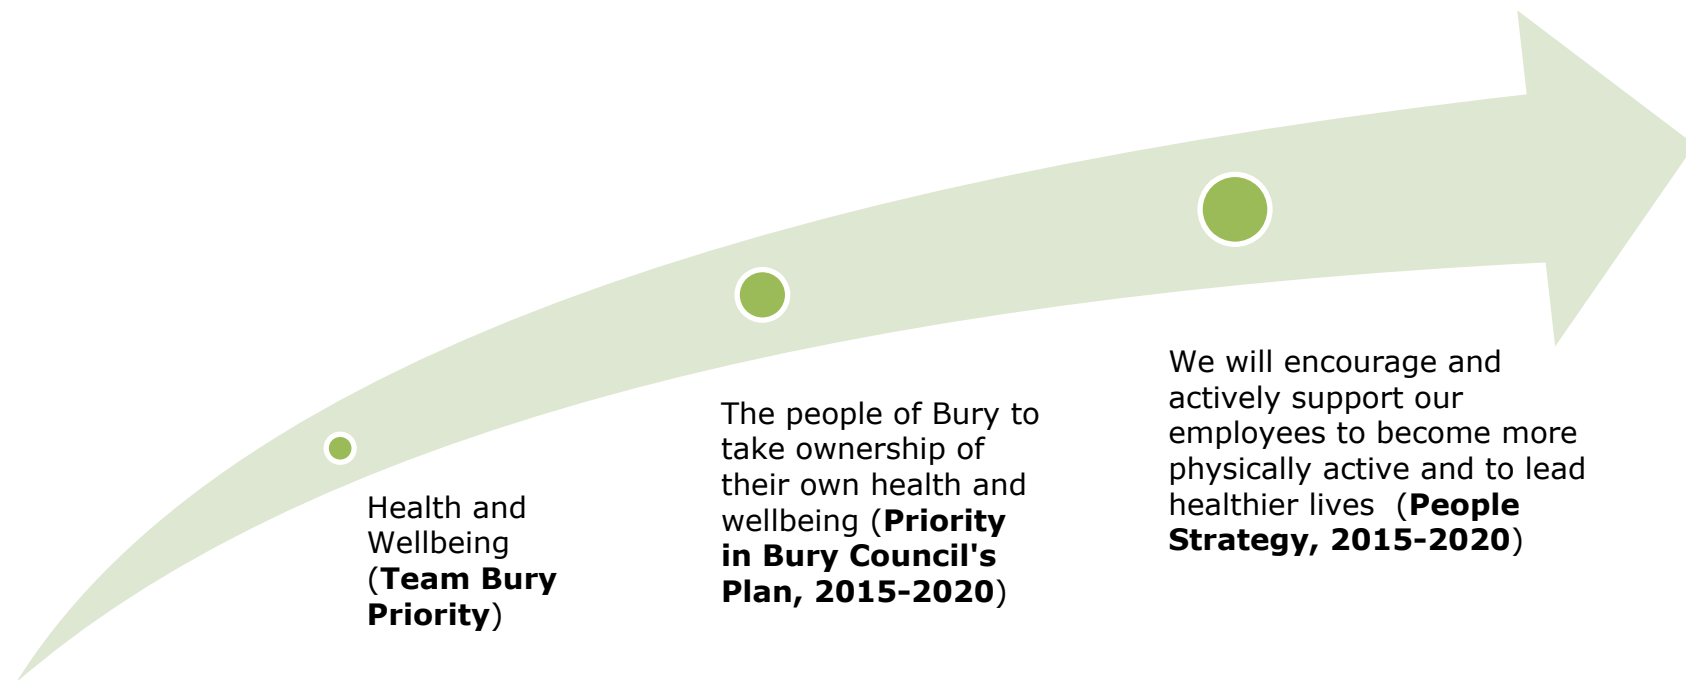 Health and
Wellbeing
(Team Bury
Priority)
The people of Bury to
take ownership of
their own health and
wellbeing (Priority
in Bury Council's
Plan, 2015-2020)
We will encourage and
actively support our
employees to become more
physically active and to lead
healthier lives  (People
Strategy, 2015-2020)